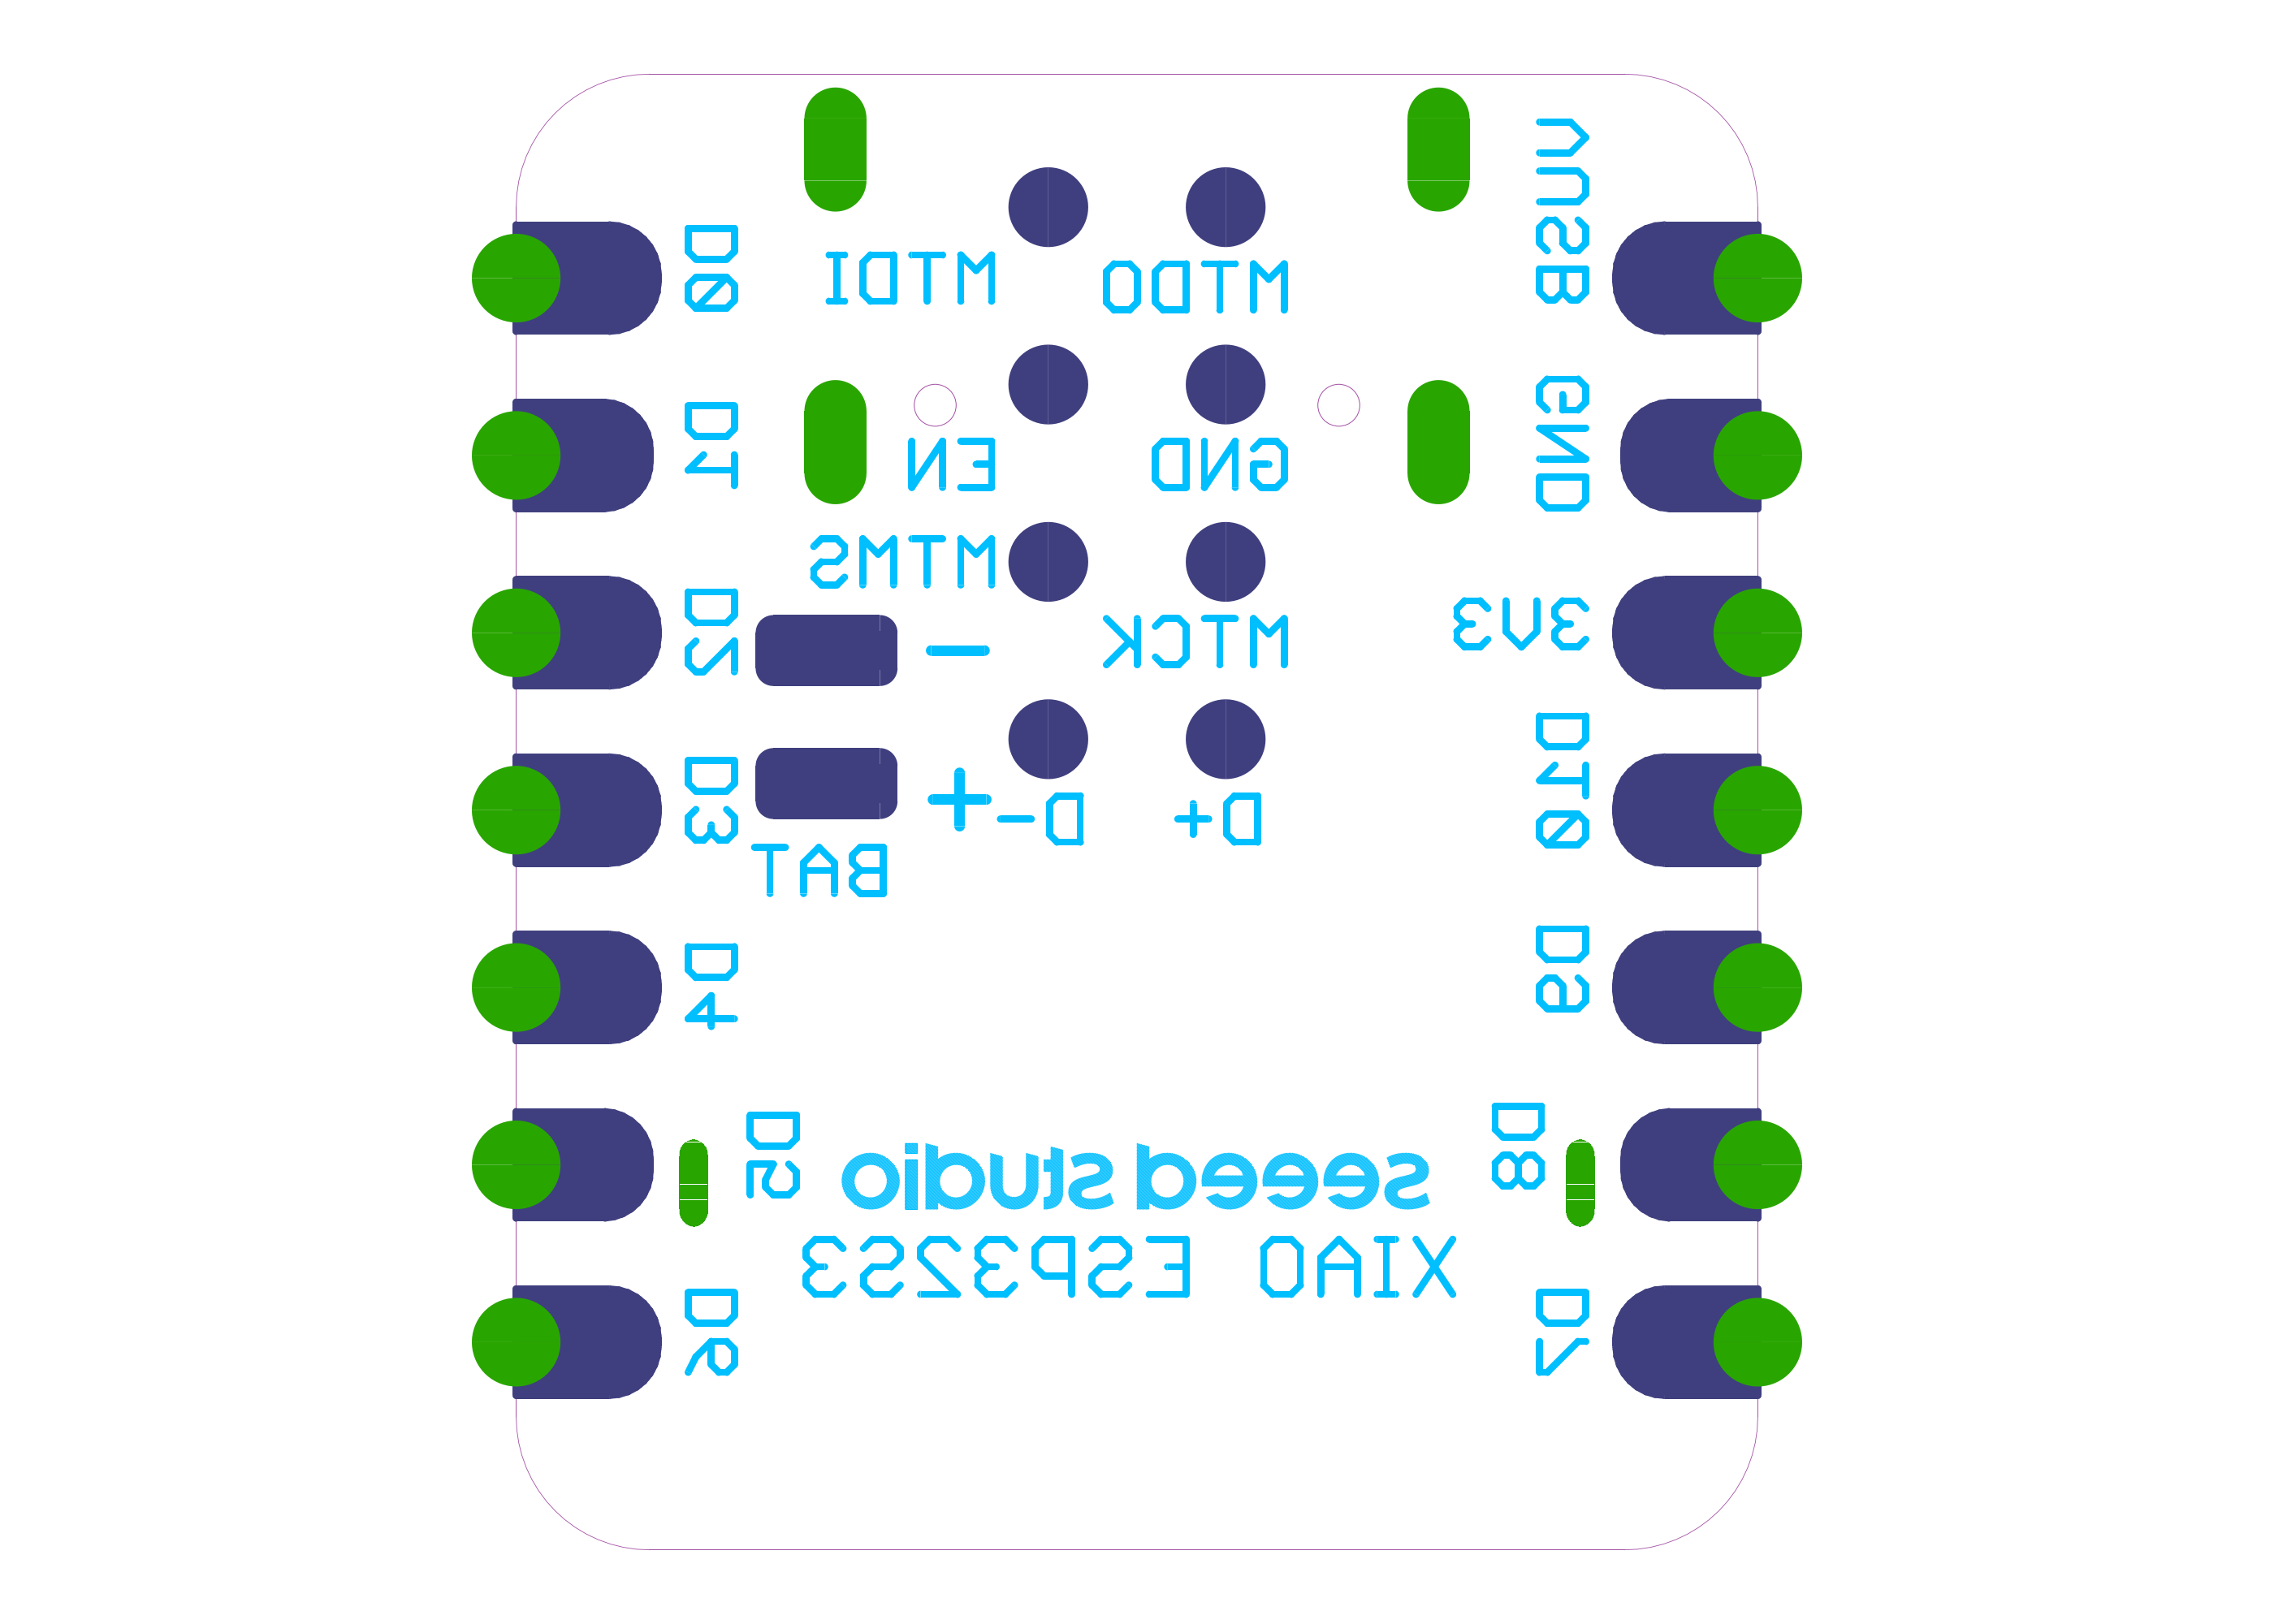 D0
MTDI
MTDO
VUSB
D1
EN
GND
GND
MTMS
D2
-
MTCK
3V3
D3
+
D-
D+
D10
BAT
D4
D9
D5
seeed studio
D8
XIAO ESP32S3
D6
D7